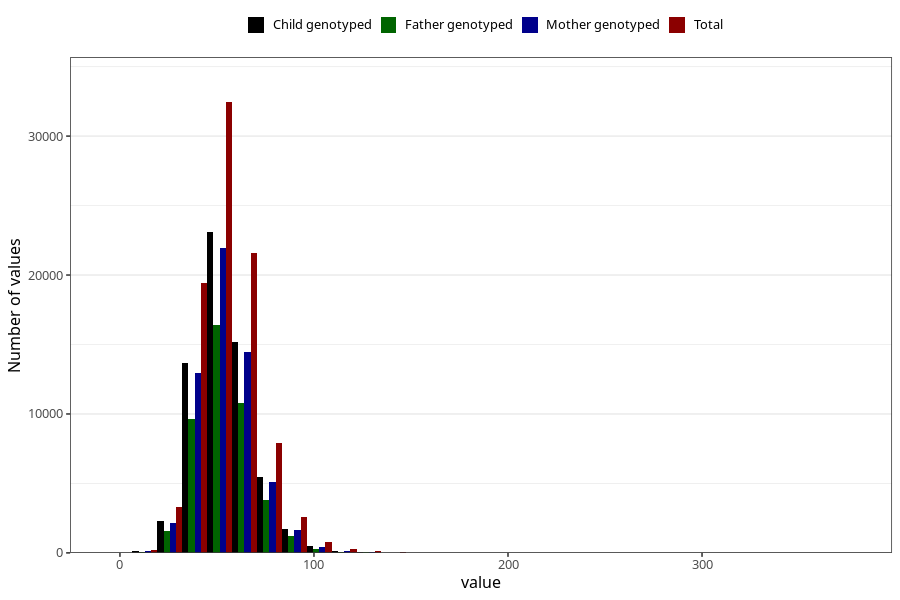 Child genotyped Father genotyped Mother genotyped Total
Number of values
30000
20000
10000
0
0 100 200 300
value